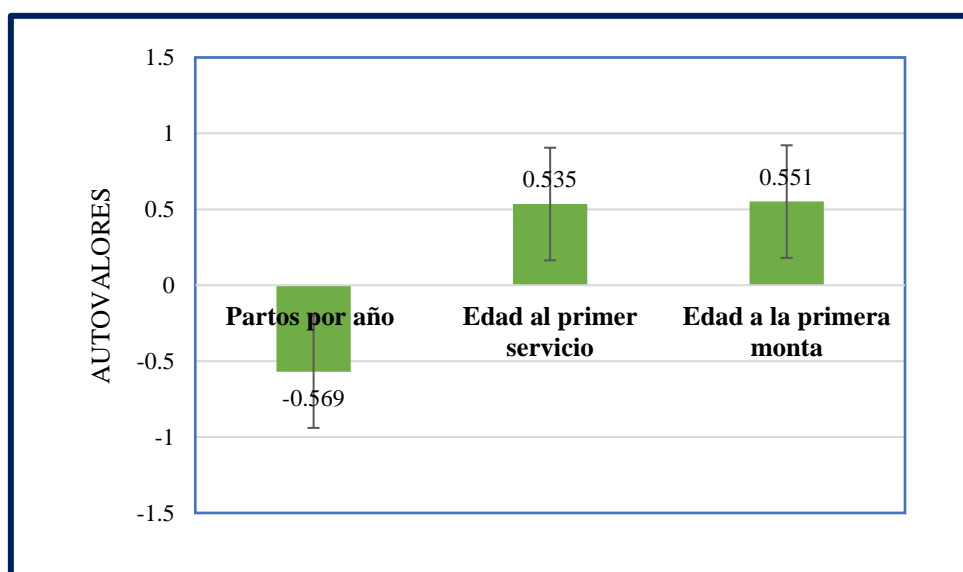 1.5
1
0.5
0
-0.5
-1
-1.5
AUTOVALORES
0.535
0.551
-0.569
Partos por año
Edad al primer
servicio
Edad a la primera
monta